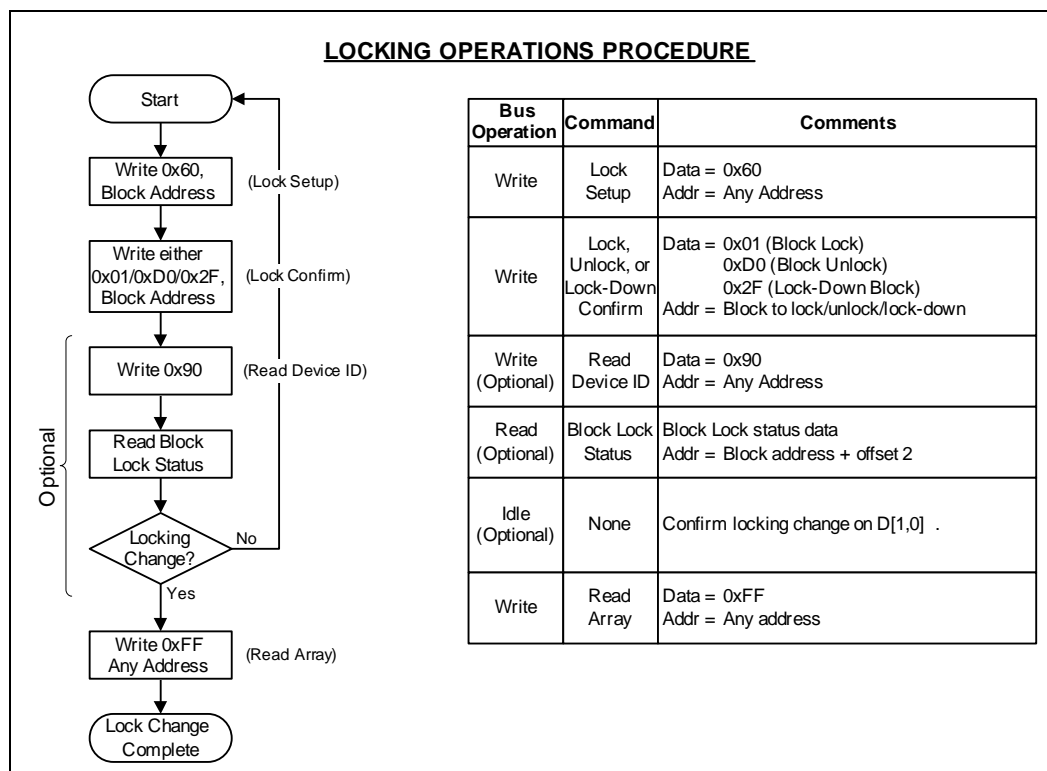 LOCKING OPERATIONS PROCEDURE
Start
Write 0x60,
Block Address
(Lock Setup)
Write either
0x01/0xD0/0x2F,
Block Address
(Lock Confirm)
Optional
Write 0x90
(Read Device ID)
Read Block
Lock Status
Locking
Change?
No
Yes
Write 0xFF
Any Address
(Read Array)
Lock Change
Complete
Bus
Operation
Command
Comments
Write
Lock
Setup
Data = 0x60
Addr = Any Address
Write
Lock,
Unlock, or
Lock-Down
Confirm
Data = 0x01 (Block Lock)
0xD0 (Block Unlock)
0x2F (Lock-Down Block)
Addr = Block to lock/unlock/lock-down
Write
(Optional)
Read
Device ID
Data = 0x90
Addr = Any Address
Read
(Optional)
Block Lock
Status
Block Lock status data
Addr = Block address + offset 2
Idle
(Optional)
None
Confirm locking change on D[1,0] .
Write
Read
Array
Data = 0xFF
Addr = Any address